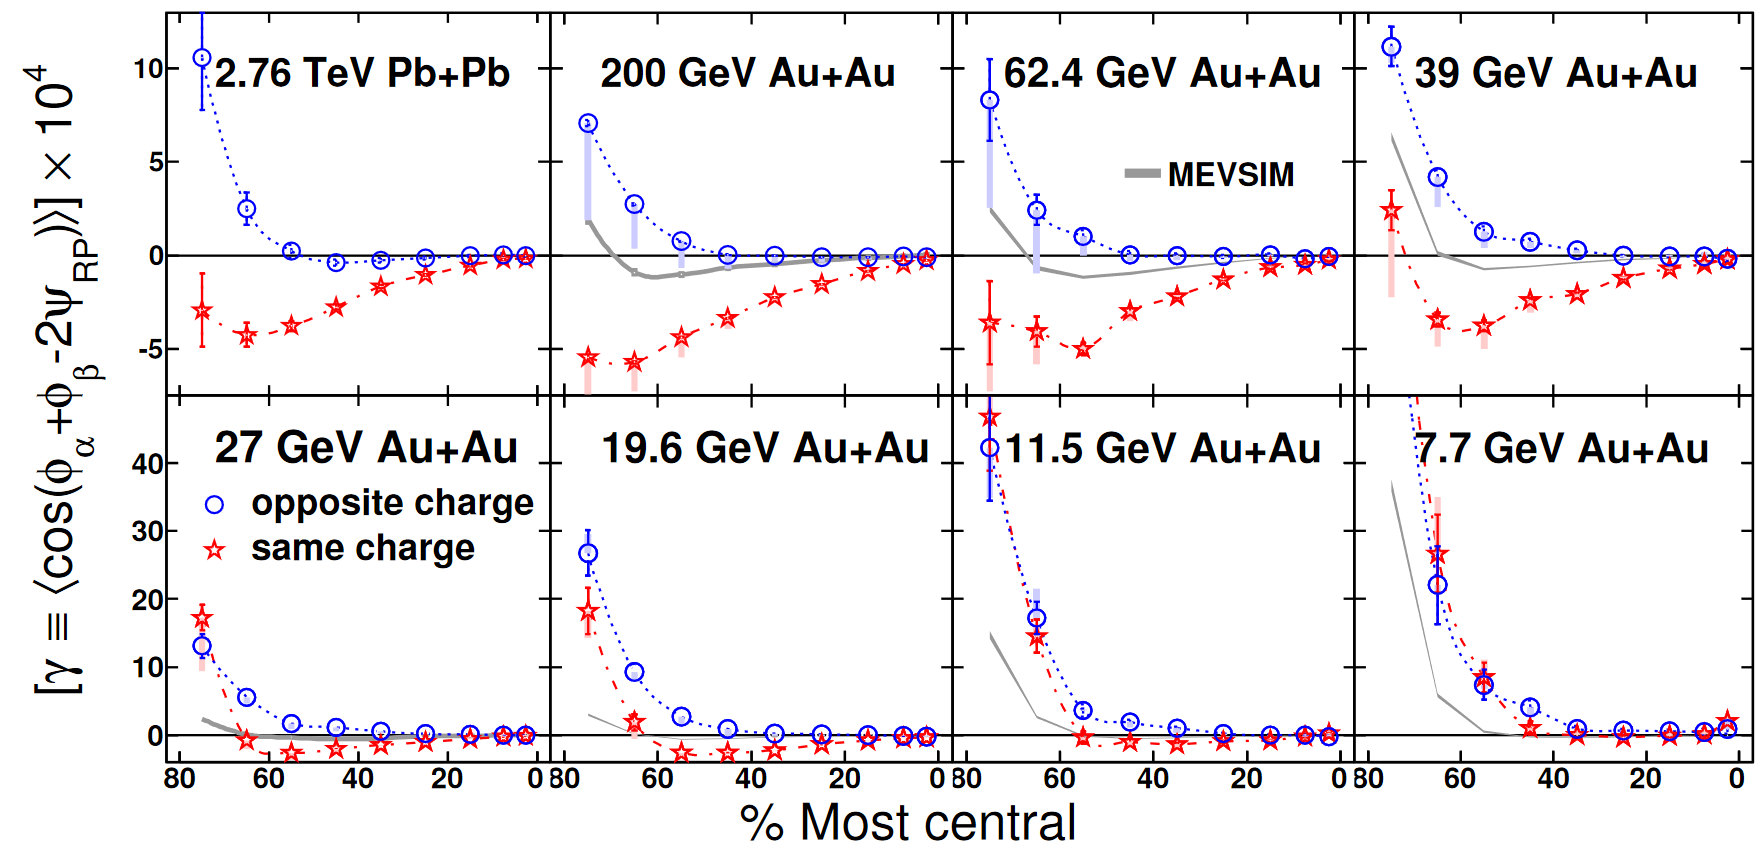 [γ ≡ ⟨cos(ϕα+ϕβ-2ψRP)⟩] × 10⁴
2.76 TeV Pb+Pb
200 GeV Au+Au
62.4 GeV Au+Au
39 GeV Au+Au
MEVSIM
10
5
0
-5
27 GeV Au+Au
19.6 GeV Au+Au
11.5 GeV Au+Au
7.7 GeV Au+Au
opposite charge
same charge
40
30
20
10
0
80 60 40 20 0
80 60 40 20 0
80 60 40 20 0
80 60 40 20 0
% Most central